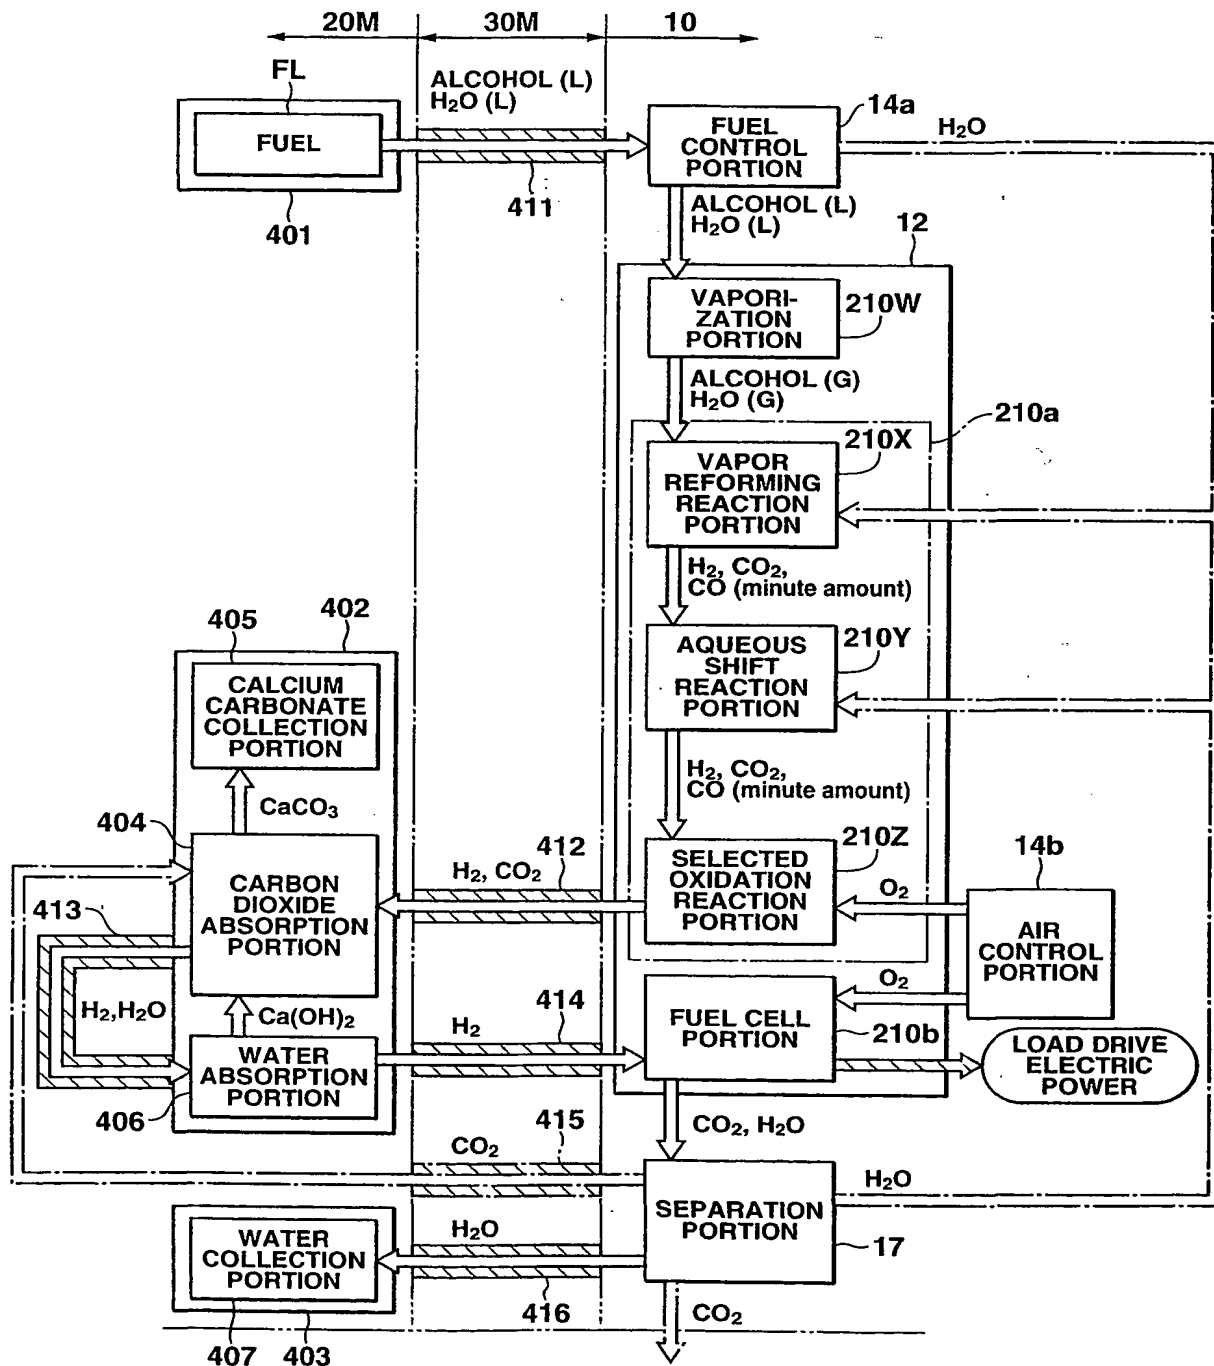 20M
30M
10
FL
ALCOHOL (L)
H₂O (L)
14a
FUEL
FUEL
CONTROL
PORTION
H₂O
411
401
ALCOHOL (L)
H₂O (L)
12
VAPORI-
ZATION
PORTION
210W
ALCOHOL (G)
H₂O (G)
210a
210X
VAPOR
REFORMING
REACTION
PORTION
H₂, CO₂,
CO (minute amount)
405
402
210Y
AQUEOUS
SHIFT
REACTION
PORTION
CALCIUM
CARBONATE
COLLECTION
PORTION
H₂, CO₂,
CO (minute amount)
CaCO₃
404
412
210Z
14b
H₂, CO₂
SELECTED
OXIDATION
REACTION
PORTION
O₂
CARBON
DIOXIDE
ABSORPTION
PORTION
413
AIR
CONTROL
PORTION
O₂
H₂,H₂O
Ca(OH)₂
414
H₂
FUEL CELL
PORTION
210b
WATER
ABSORPTION
PORTION
LOAD DRIVE
ELECTRIC
POWER
406
415
CO₂
CO₂, H₂O
H₂O
SEPARATION
PORTION
H₂O
WATER
COLLECTION
PORTION
17
416
CO₂
407
403